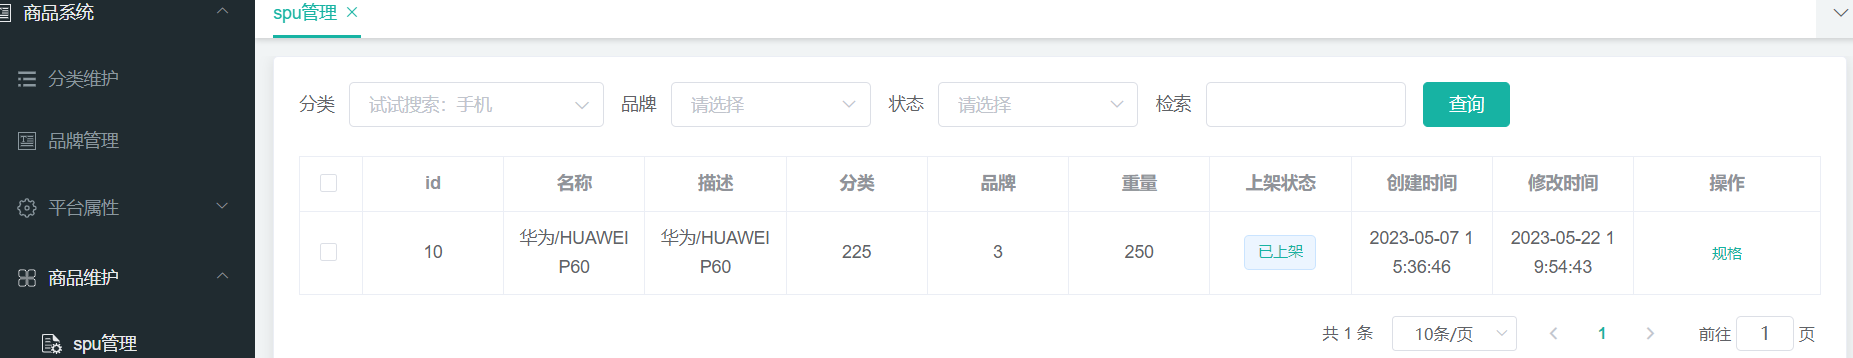 商品系统
分类维护
品牌管理
平台属性
商品维护
spu管理
spu管理
分类 试试搜索：手机 品牌 请选择 状态 请选择 检索 查询
id 名称 描述 分类 品牌 重量 上架状态 创建时间 修改时间 操作
10 华为/HUAWEI P60 华为/HUAWEI P60 225 3 250 已上架 2023-05-07 15:36:46 2023-05-22 19:54:43 规格
共 1 条 10条/页 1 前往 1 页